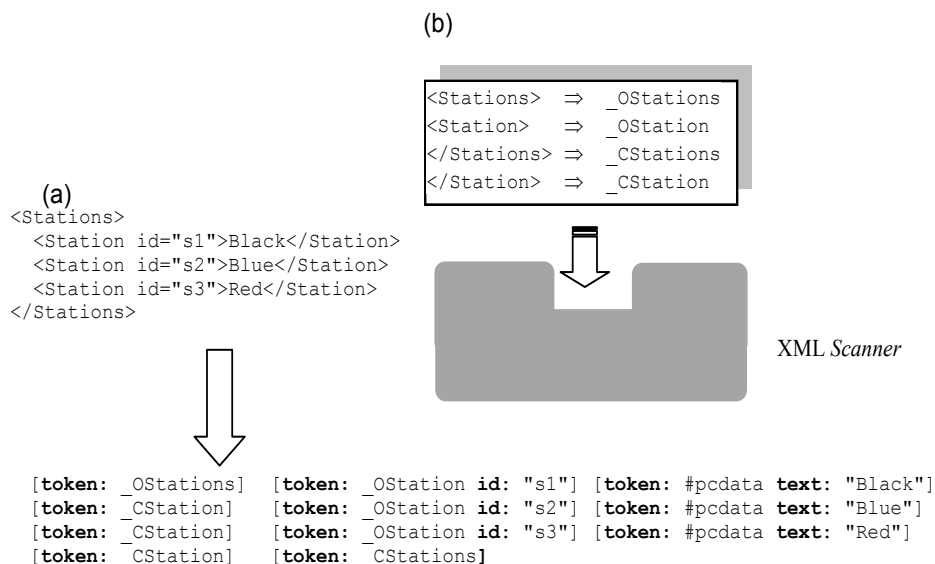 (b)
<Stations> ⇒ _OStations
<Station> ⇒ _OStation
</Stations> ⇒ _CStations
</Station> ⇒ _CStation
(a)
<Stations>
  <Station id="s1">Black</Station>
  <Station id="s2">Blue</Station>
  <Station id="s3">Red</Station>
</Stations>
XML Scanner
[token: _OStations] [token: _OStation id: "s1"] [token: #pcdata text: "Black"]
[token: _CStation] [token: _OStation id: "s2"] [token: #pcdata text: "Blue"]
[token: _CStation] [token: _OStation id: "s3"] [token: #pcdata text: "Red"]
[token: _CStation] [token: _CStations]